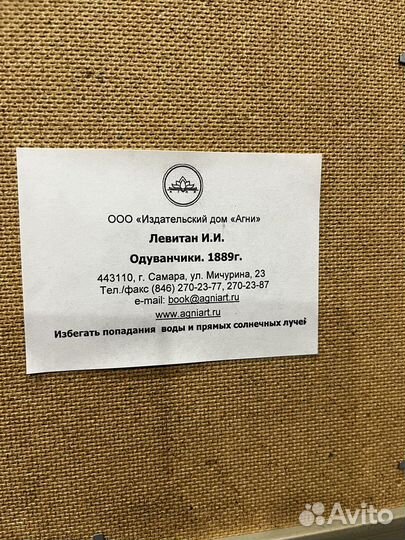 ООО «Издательский дом «Агни»
Левитан И.И.
Одуванчики. 1889г.
443110, г. Самара, ул. Мичурина, 23
Тел./факс (846) 270-23-77, 270-23-87
e-mail: book@agniart.ru
www.agniart.ru
Избегать попадания воды и прямых солнечных лучей
Avito